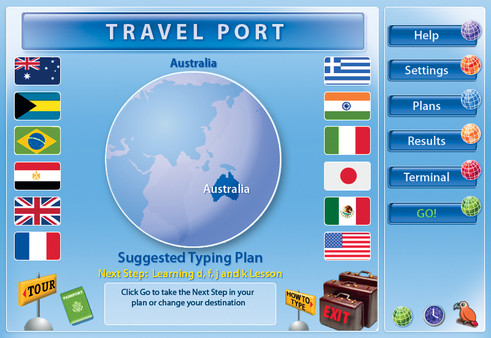 TRAVEL PORT
Australia
Australia
Suggested Typing Plan
Next Step: Learning d, f, j and k Lesson
Click Go to take the Next Step in your
plan or change your destination
TOUR
PASSPORT
HOW TO
TYPE
EXIT
Help
Settings
Plans
Results
Terminal
GO!